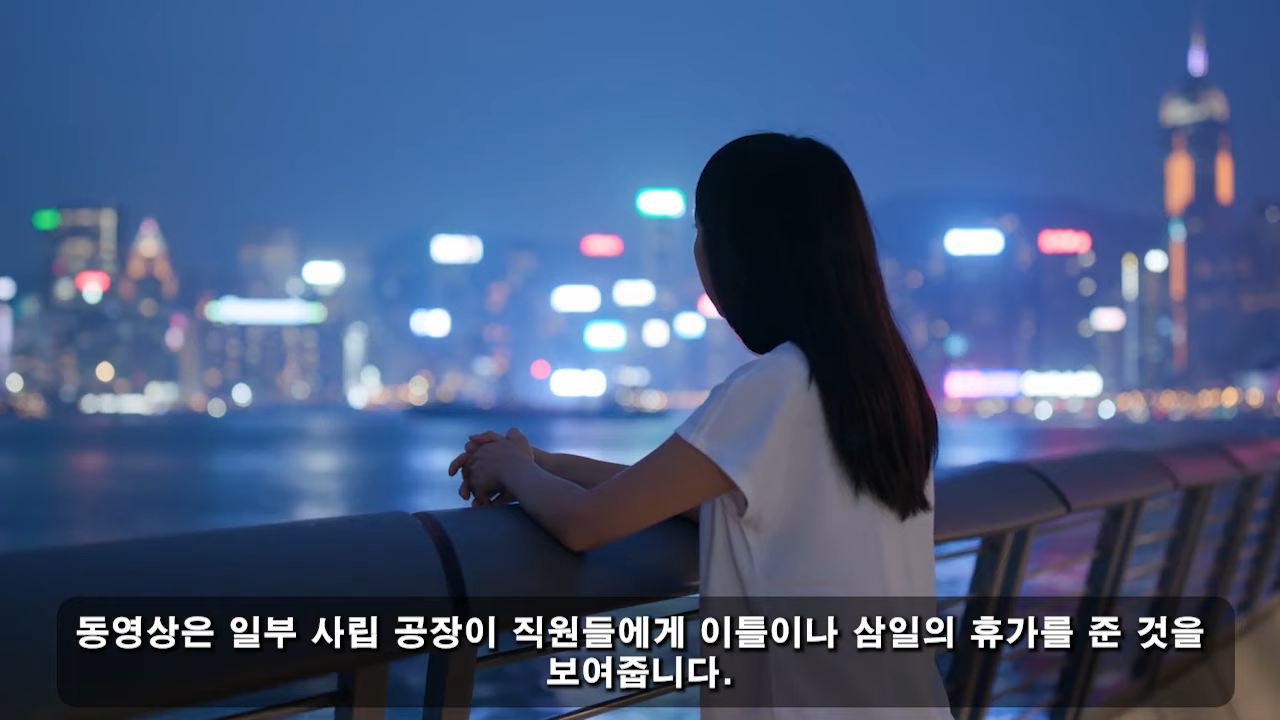 동영상은 일부 사립 공장이 직원들에게 이틀이나 삼일의 휴가를 준 것을
보여줍니다.